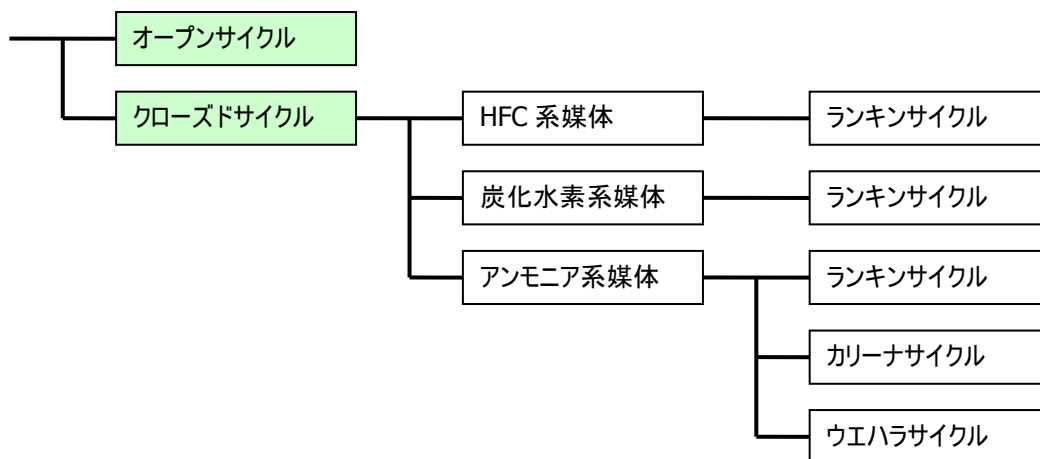 オープンサイクル
クローズドサイクル
HFC 系媒体
ランキンサイクル
炭化水素系媒体
ランキンサイクル
アンモニア系媒体
ランキンサイクル
カリーナサイクル
ウエハラサイクル